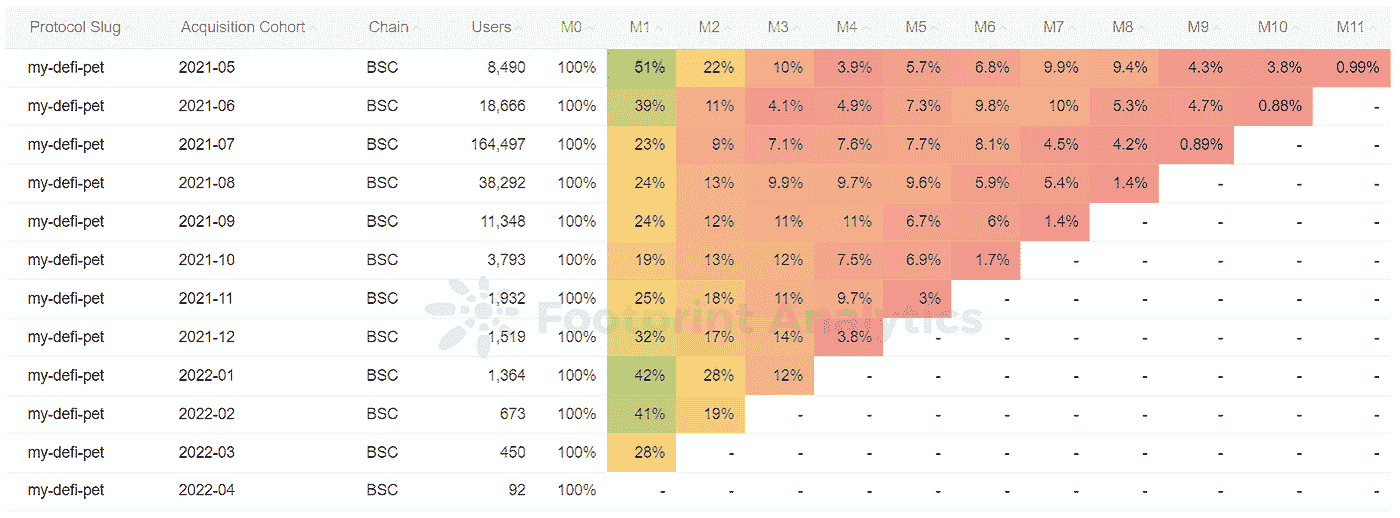 Protocol Slug Acquisition Cohort Chain Users M0 M1 M2 M3 M4 M5 M6 M7 M8 M9 M10 M11
my-defi-pet 2021-05 BSC 8,490 100% 51% 22% 10% 3.9% 5.7% 6.8% 9.9% 9.4% 4.3% 3.8% 0.99%
my-defi-pet 2021-06 BSC 18,666 100% 39% 11% 4.1% 4.9% 7.3% 9.8% 10% 5.3% 4.7% 0.88% -
my-defi-pet 2021-07 BSC 164,497 100% 23% 9% 7.1% 7.6% 7.7% 8.1% 4.5% 4.2% 0.89% - -
my-defi-pet 2021-08 BSC 38,292 100% 24% 13% 9.9% 9.7% 9.6% 5.9% 5.4% 1.4% - - -
my-defi-pet 2021-09 BSC 11,348 100% 24% 12% 11% 11% 6.7% 6% 1.4% - - - -
my-defi-pet 2021-10 BSC 3,793 100% 19% 13% 12% 7.5% 6.9% 1.7% - - - - -
my-defi-pet 2021-11 BSC 1,932 100% 25% 18% 11% 9.7% 3% - - - - - -
Footprint Analytics
my-defi-pet 2021-12 BSC 1,519 100% 32% 17% 14% 3.8% - - - - - - -
my-defi-pet 2022-01 BSC 1,364 100% 42% 28% 12% - - - - - - - -
my-defi-pet 2022-02 BSC 673 100% 41% 19% - - - - - - - - -
my-defi-pet 2022-03 BSC 450 100% 28% - - - - - - - - - -
my-defi-pet 2022-04 BSC 92 100% - - - - - - - - - - -